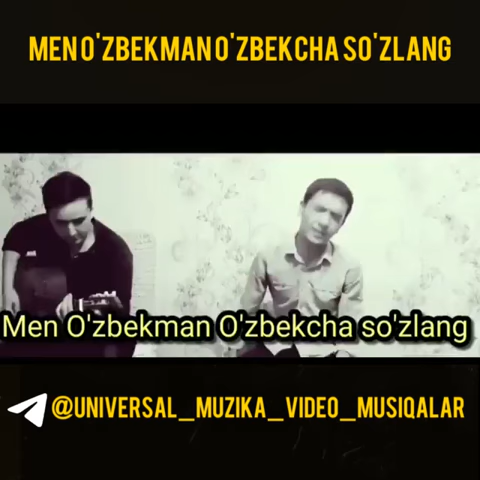 MEN O'ZBEKMAN O'ZBEKCHA SO'ZLANG
Men O'zbekman O'zbekcha so'zlang
@UNIVERSAL_MUZIKA_VIDEO_MUSIQALAR